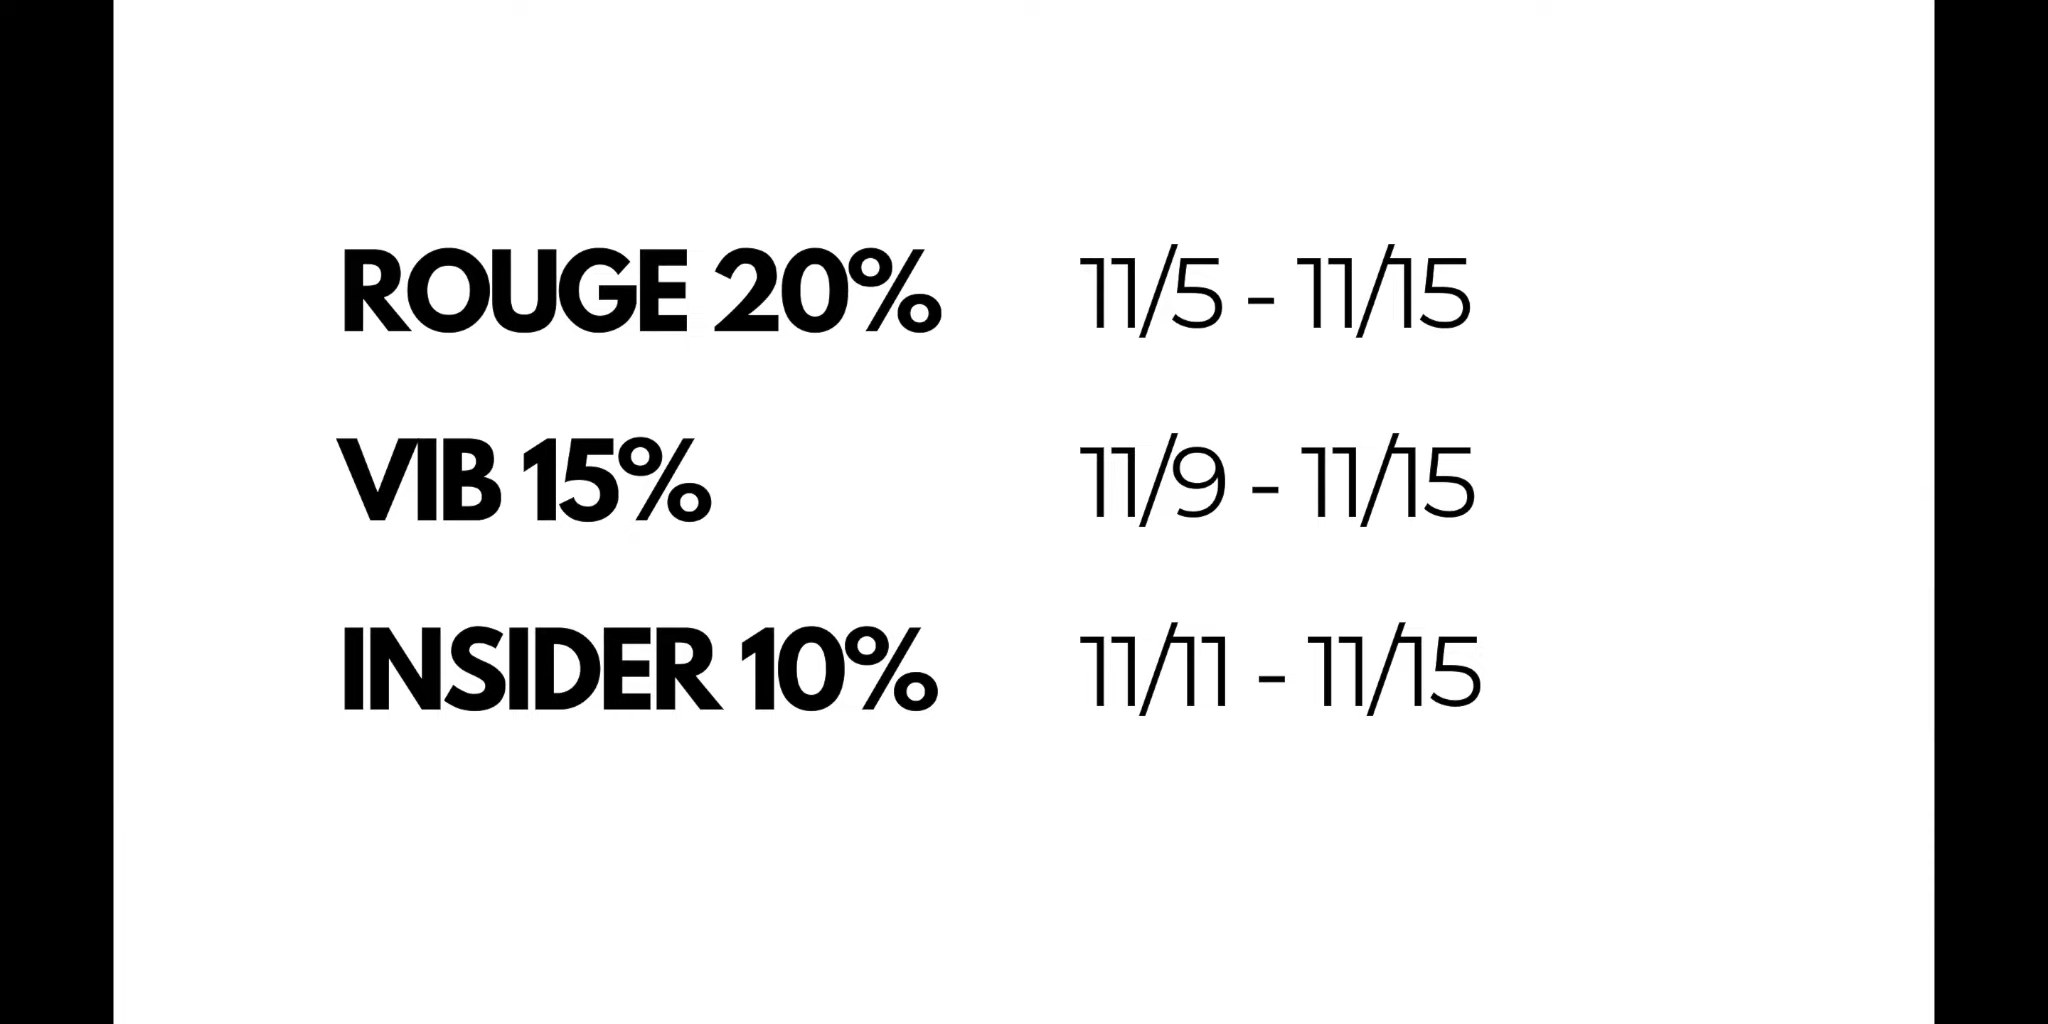 ROUGE 20% 11/5 - 11/15
VIB 15% 11/9 - 11/15
INSIDER 10% 11/11 - 11/15